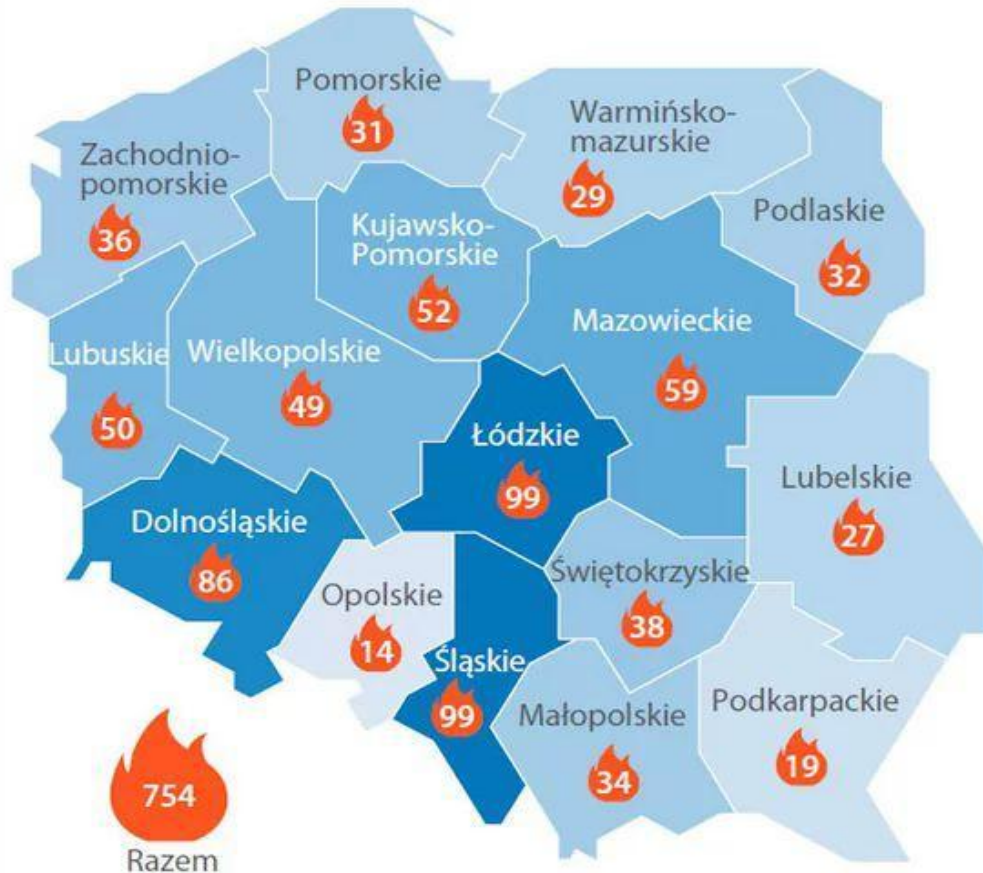 Pomorskie
31
Warmińsko-
mazurskie
29
Zachodnio-
pomorskie
36
Podlaskie
32
Kujawsko-
Pomorskie
52
Mazowieckie
59
Lubuskie
50
Wielkopolskie
49
Łódzkie
99
Lubelskie
27
Dolnośląskie
86
Świętokrzyskie
38
Opolskie
14
Śląskie
99
Małopolskie
34
Podkarpackie
19
754
Razem